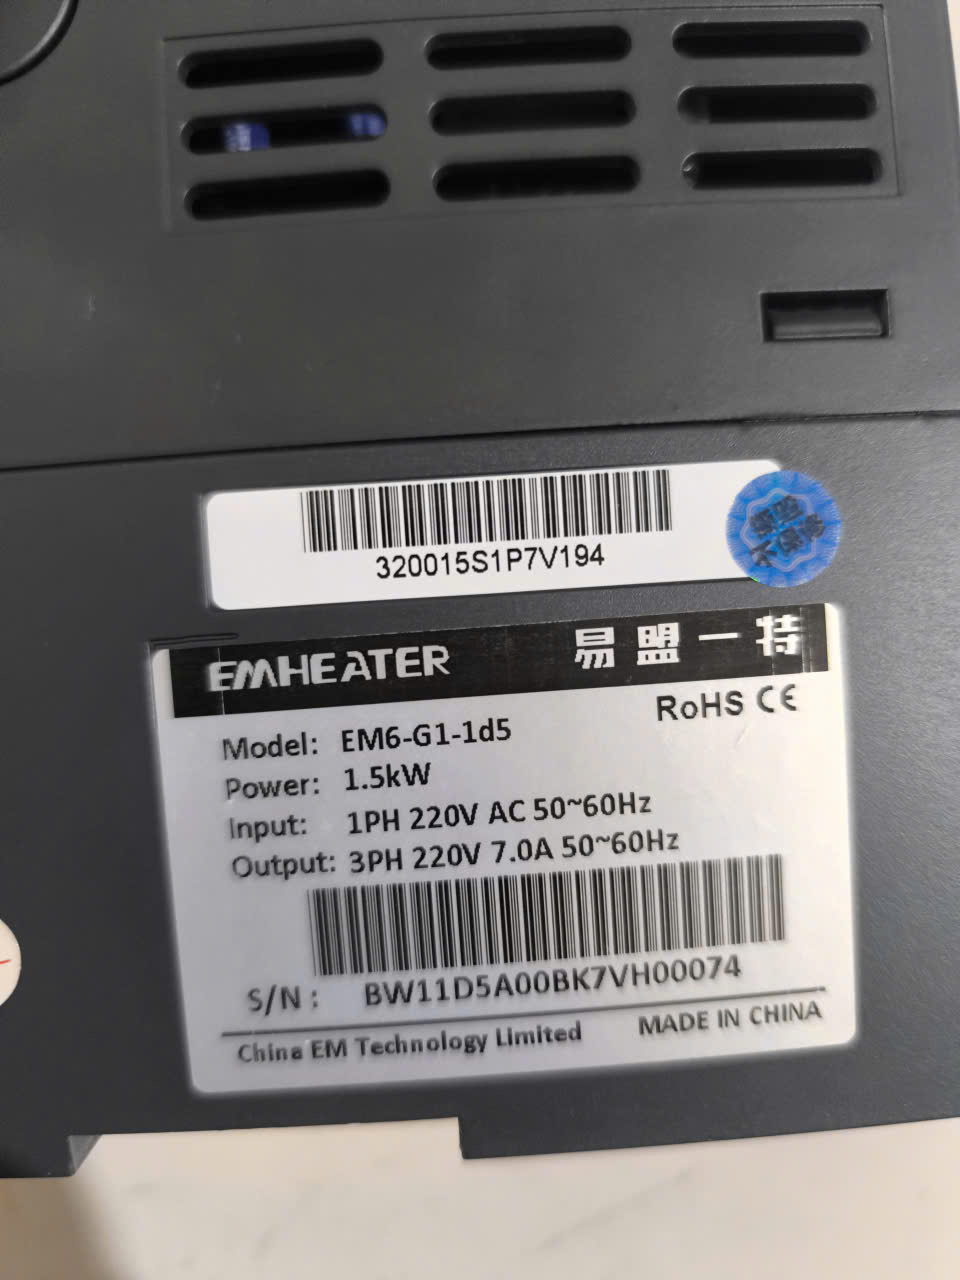 320015S1P7V194
EMHEATER 易盟一特
RoHS CE
Model: EM6-G1-1d5
Power: 1.5kW
Input: 1PH 220V AC 50~60Hz
Output: 3PH 220V 7.0A 50~60Hz
S/N: BW11D5A00BK7VH00074
China EM Technology Limited MADE IN CHINA